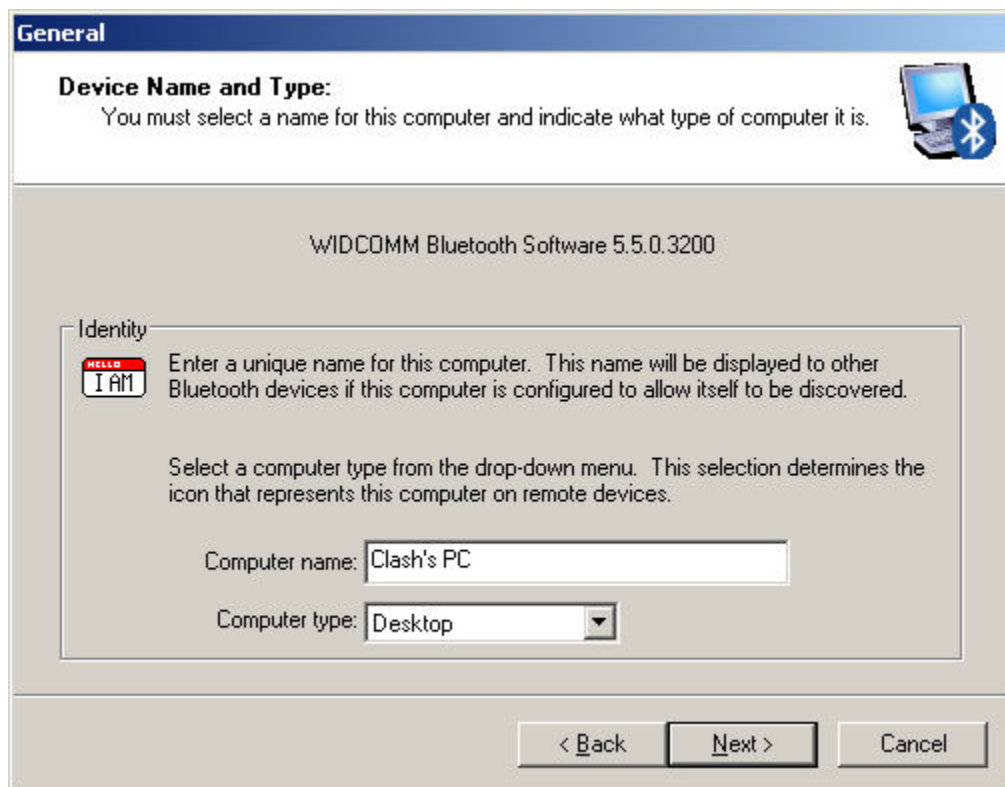 General
Device Name and Type:
You must select a name for this computer and indicate what type of computer it is.
WIDCOMM Bluetooth Software 5.5.0.3200
Identity
HELLO
I AM
Enter a unique name for this computer. This name will be displayed to other
Bluetooth devices if this computer is configured to allow itself to be discovered.
Select a computer type from the drop-down menu. This selection determines the
icon that represents this computer on remote devices.
Computer name: Clash's PC
Computer type: Desktop
< Back Next > Cancel